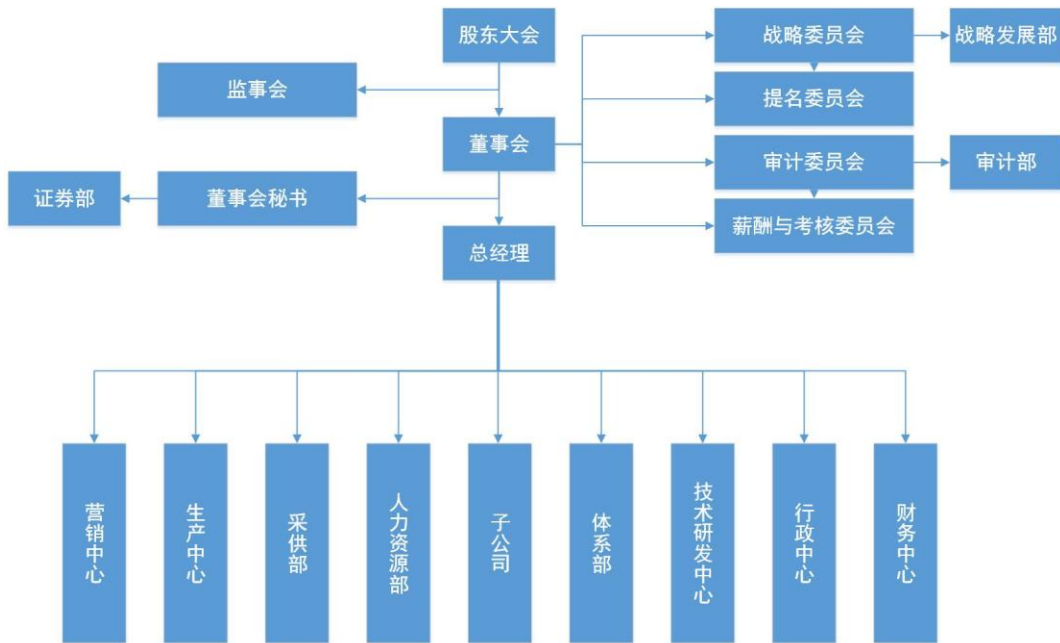 股东大会
战略委员会
战略发展部
监事会
提名委员会
董事会
审计委员会
审计部
证券部
董事会秘书
薪酬与考核委员会
总经理
营销中心
生产中心
采供部
人力资源部
子公司
体系部
技术研发中心
行政中心
财务中心